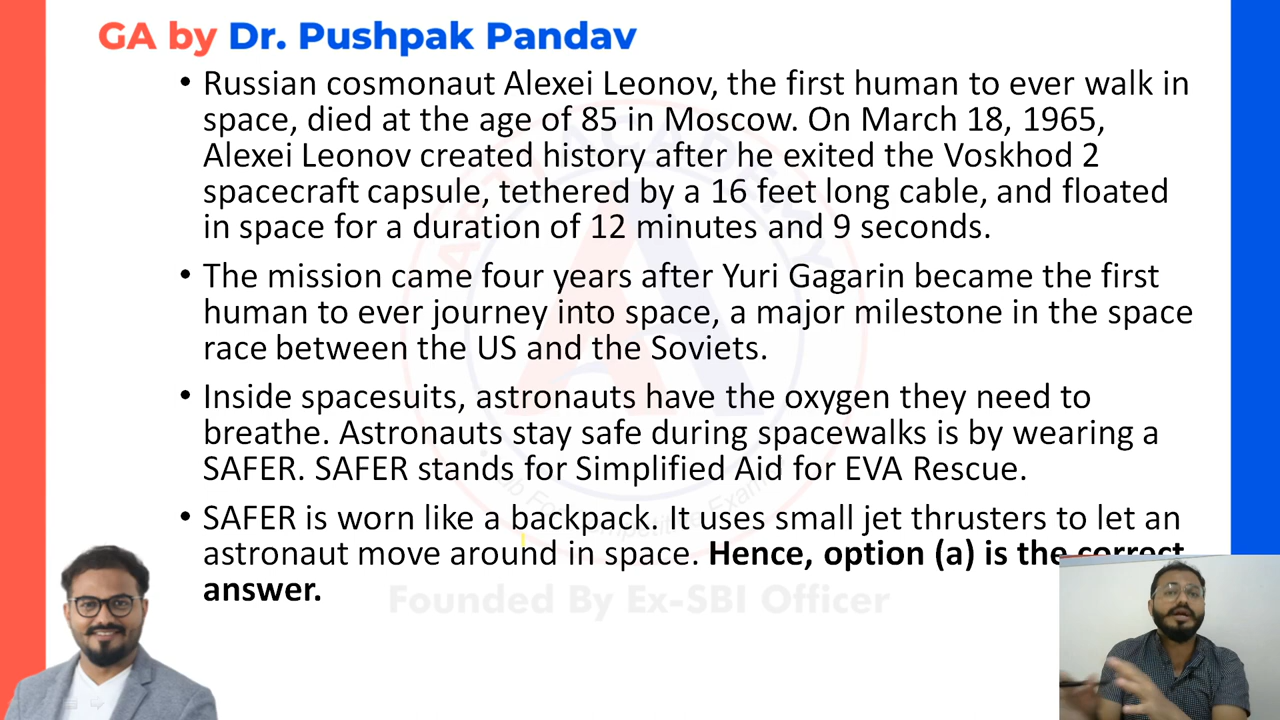 GA by Dr. Pushpak Pandav
• Russian cosmonaut Alexei Leonov, the first human to ever walk in
space, died at the age of 85 in Moscow. On March 18, 1965,
Alexei Leonov created history after he exited the Voskhod 2
spacecraft capsule, tethered by a 16 feet long cable, and floated
in space for a duration of 12 minutes and 9 seconds.
• The mission came four years after Yuri Gagarin became the first
human to ever journey into space, a major milestone in the space
race between the US and the Soviets.
• Inside spacesuits, astronauts have the oxygen they need to
breathe. Astronauts stay safe during spacewalks is by wearing a
SAFER. SAFER stands for Simplified Aid for EVA Rescue.
• SAFER is worn like a backpack. It uses small jet thrusters to let an
astronaut move around in space. Hence, option (a) is the correct
answer.
Founded By Ex-SBI Officer